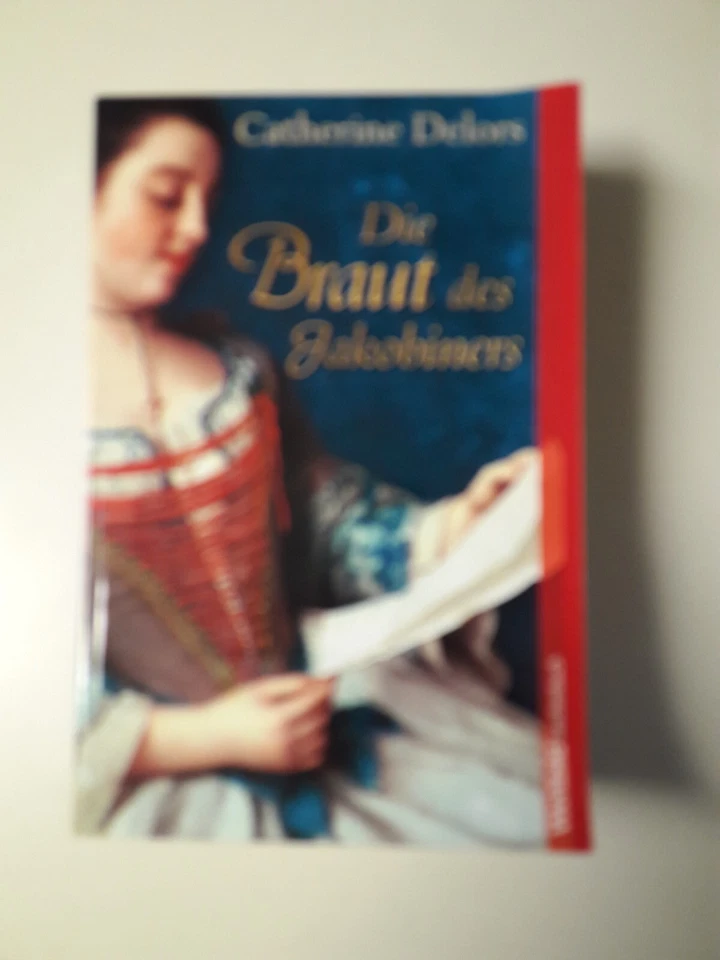 Catherine Delors
Die
Braut des
Jakobiners